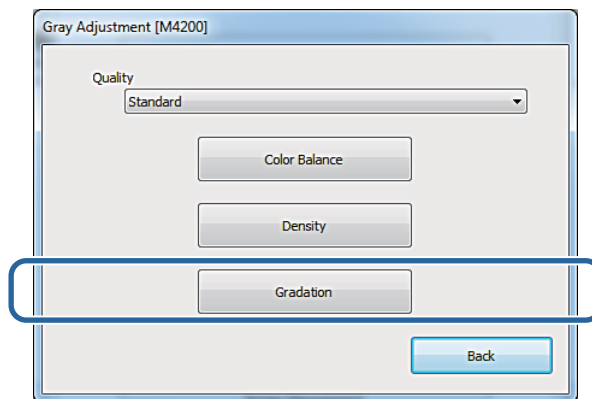 Gray Adjustment [M4200]
Quality
Standard
Color Balance
Density
Gradation
Back